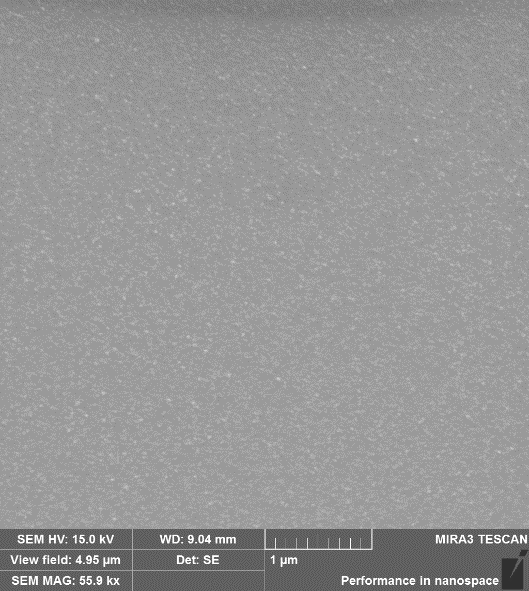 SEM HV: 15.0 kV WD: 9.04 mm MIRA3 TESCAN
View field: 4.95 µm Det: SE 1 µm
SEM MAG: 55.9 kx Performance in nanospace